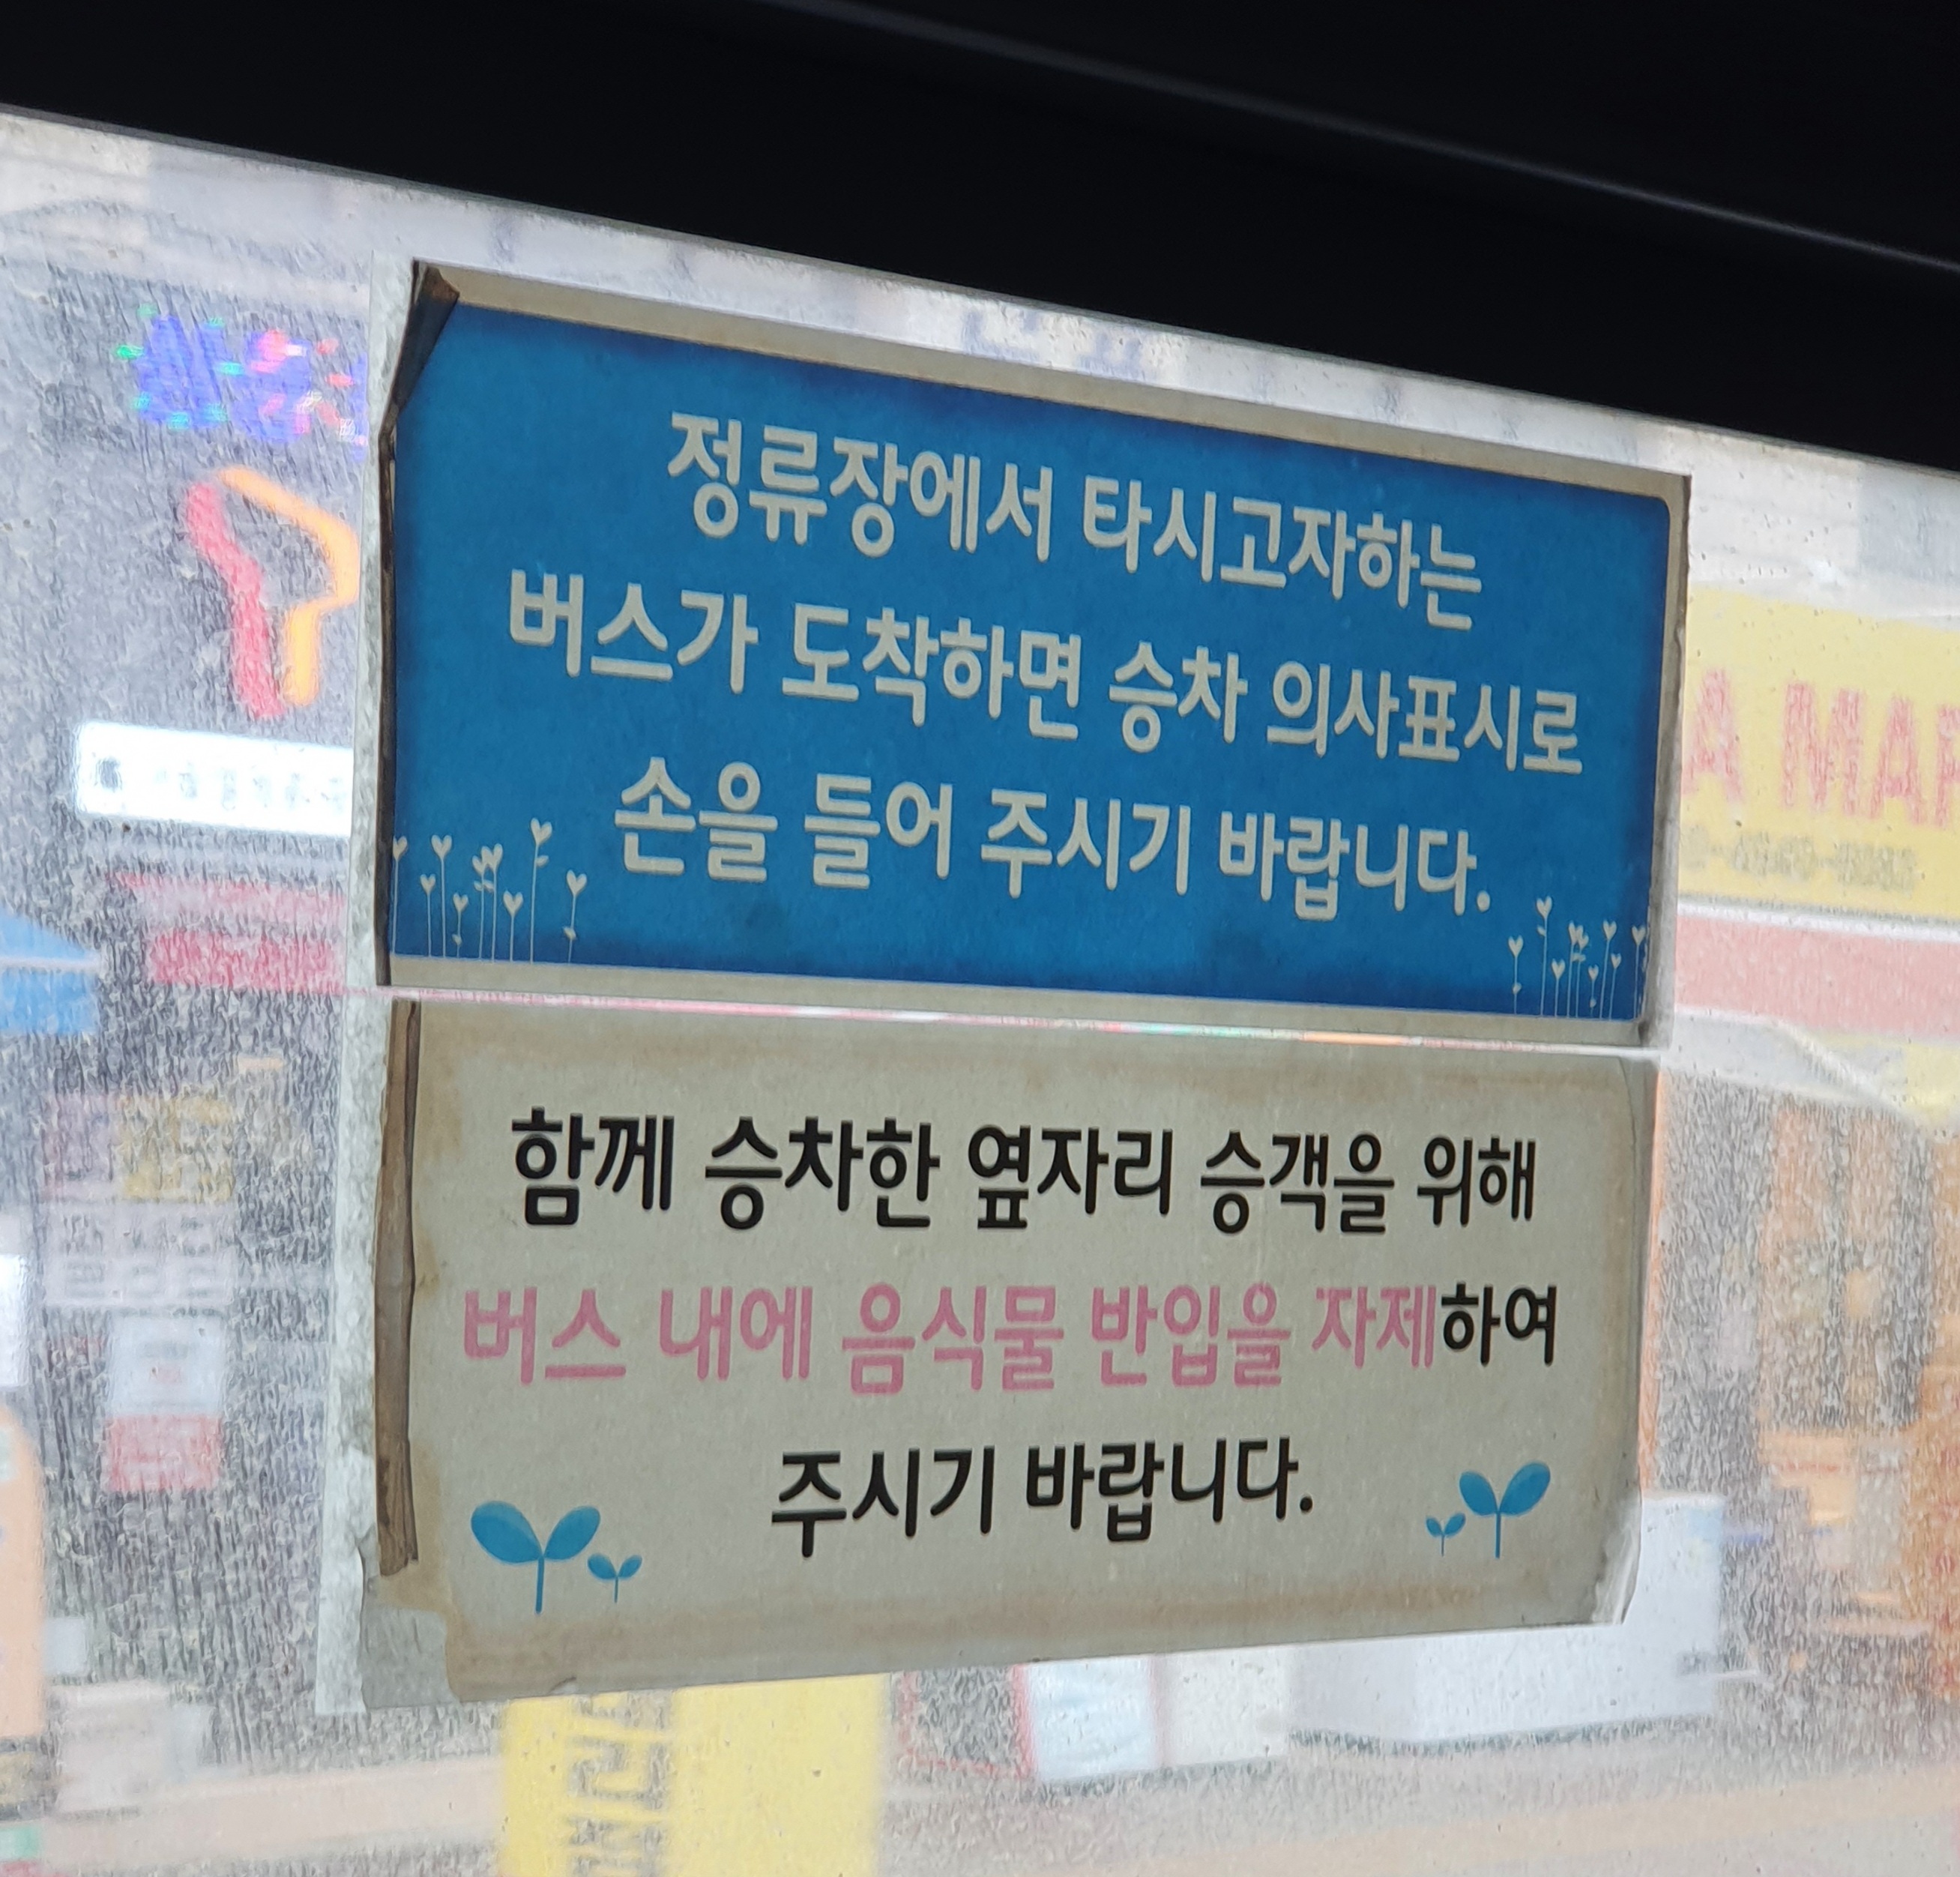 정류장에서 타시고자하는
버스가 도착하면 승차 의사표시로
손을 들어 주시기 바랍니다.
함께 승차한 옆자리 승객을 위해
버스 내에 음식물 반입을 자제하여
주시기 바랍니다.